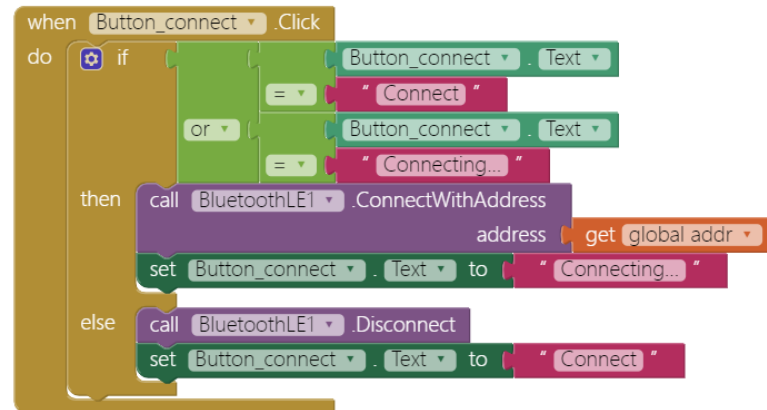 when Button_connect .Click
do if Button_connect . Text
= " Connect "
or Button_connect . Text
= " Connecting... "
then call BluetoothLE1 .ConnectWithAddress
address get global addr
set Button_connect . Text to " Connecting... "
else call BluetoothLE1 .Disconnect
set Button_connect . Text to " Connect "